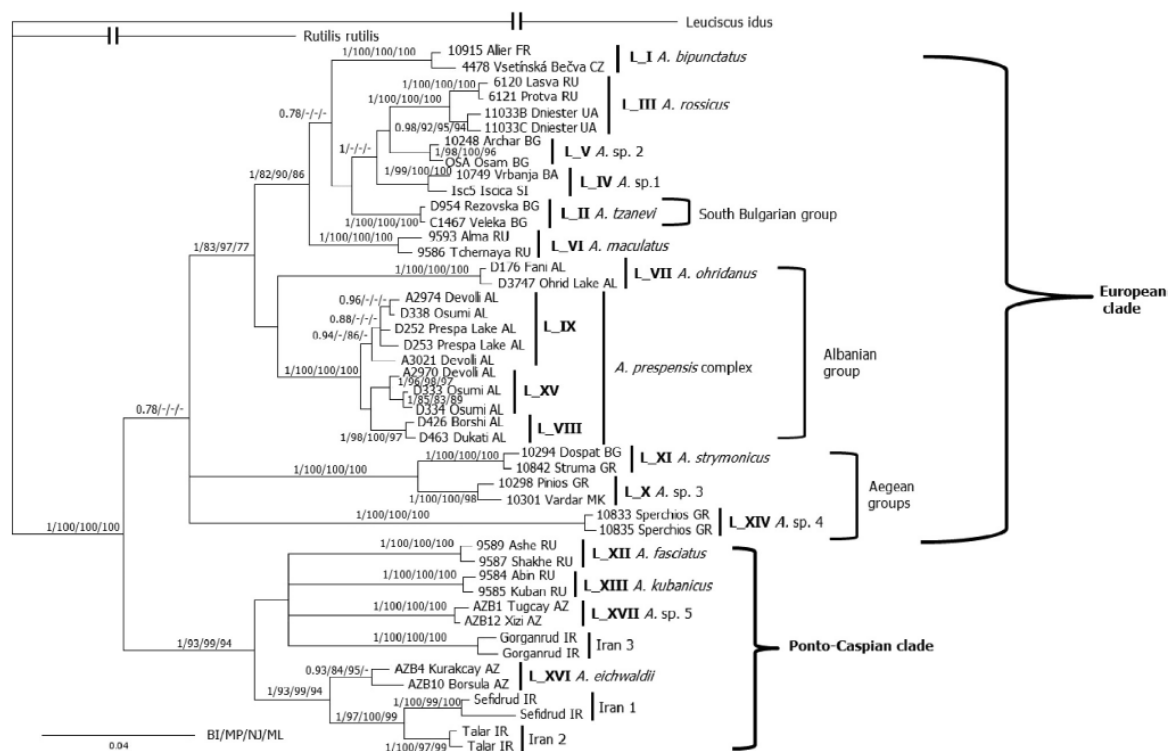 Leuciscus idus
Rutilis rutilis
1/100/100/100
10915 Alier FR
4478 Vsetínská Bečva CZ
L_I A. bipunctatus
1/100/100/100
6120 Lasva RU
6121 Protva RU
1/100/100/100
L_III A. rossicus
0.78/-/-/-
11033B Dniester UA
0.98/92/95/94
11033C Dniester UA
10248 Archar BG
1/-/-/-
1/98/100/96
L_V A. sp. 2
OSA Osam BG
10749 Vrbanja BA
1/99/100/100
L_IV A. sp.1
Isc5 Iscica SI
1/82/90/86
D954 Rezovska BG
L_II A. tzanevi
South Bulgarian group
1/100/100/100
C1467 Veleka BG
9593 Alma RU
1/100/100/100
L_VI A. maculatus
9586 Tchernaya RU
1/83/97/77
D176 Fani AL
1/100/100/100
L_VII A. ohridanus
D3747 Ohrid Lake AL
0.96/-/-/-
A2974 Devolli AL
D338 Osumi AL
0.88/-/-/-
D252 Prespa Lake AL
L_IX
0.94/-/86/-
D253 Prespa Lake AL
A3021 Devolli AL
European
clade
Albanian
group
A. prespensis complex
1/100/100/100
A2970 Devolli AL
1/96/98/97
D333 Osumi AL
L_XV
1/85/83/89
D334 Osumi AL
0.78/-/-/-
D426 Borshi AL
L_VIII
1/98/100/97
D463 Dukati AL
10294 Dospat BG
1/100/100/100
L_XI A. strymonicus
10842 Struma GR
1/100/100/100
10298 Pinios GR
L_X A. sp. 3
1/100/100/98
10301 Vardar MK
Aegean
groups
1/100/100/100
10833 Sperchios GR
L_XIV A. sp. 4
10835 Sperchios GR
1/100/100/100
9589 Ashe RU
1/100/100/100
L_XII A. fasciatus
9587 Shakhe RU
9584 Abin RU
1/100/100/100
L_XIII A. kubanicus
9585 Kuban RU
AZB1 Tugcay AZ
1/100/100/100
L_XVII A. sp. 5
AZB12 Xizi AZ
1/93/99/94
Gorganrud IR
1/100/100/100
Iran 3
Gorganrud IR
Ponto-Caspian clade
0.93/84/95/-
AZB4 Kurakcay AZ
L_XVI A. eichwaldii
AZB10 Borsula AZ
1/93/99/94
Sefidrud IR
1/100/99/100
Iran 1
Sefidrud IR
1/97/100/99
Talar IR
Iran 2
1/100/97/99
Talar IR
BI/MP/NJ/ML
0.04